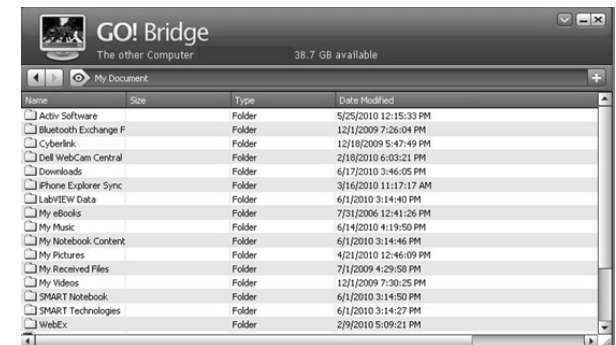 GO! Bridge
The other Computer 38.7 GB available
My Document
Name Size Type Date Modified
Activ Software Folder 5/25/2010 12:15:33 PM
Bluetooth Exchange F Folder 12/1/2009 7:26:04 PM
Cyberlink Folder 12/18/2009 5:47:49 PM
Dell WebCam Central Folder 2/18/2010 6:03:21 PM
Downloads Folder 6/17/2010 3:46:05 PM
iPhone Explorer Sync Folder 3/16/2010 11:17:17 AM
LabVIEW Data Folder 6/1/2010 3:14:40 PM
My eBooks Folder 7/31/2006 12:41:26 PM
My Music Folder 6/14/2010 4:19:50 PM
My Notebook Content Folder 6/1/2010 3:14:46 PM
My Pictures Folder 4/21/2010 12:46:09 PM
My Received Files Folder 7/1/2009 4:29:58 PM
My Videos Folder 12/1/2009 7:30:25 PM
SMART Notebook Folder 6/1/2010 3:14:50 PM
SMART Technologies Folder 6/1/2010 3:14:27 PM
WebEx Folder 2/9/2010 5:09:21 PM